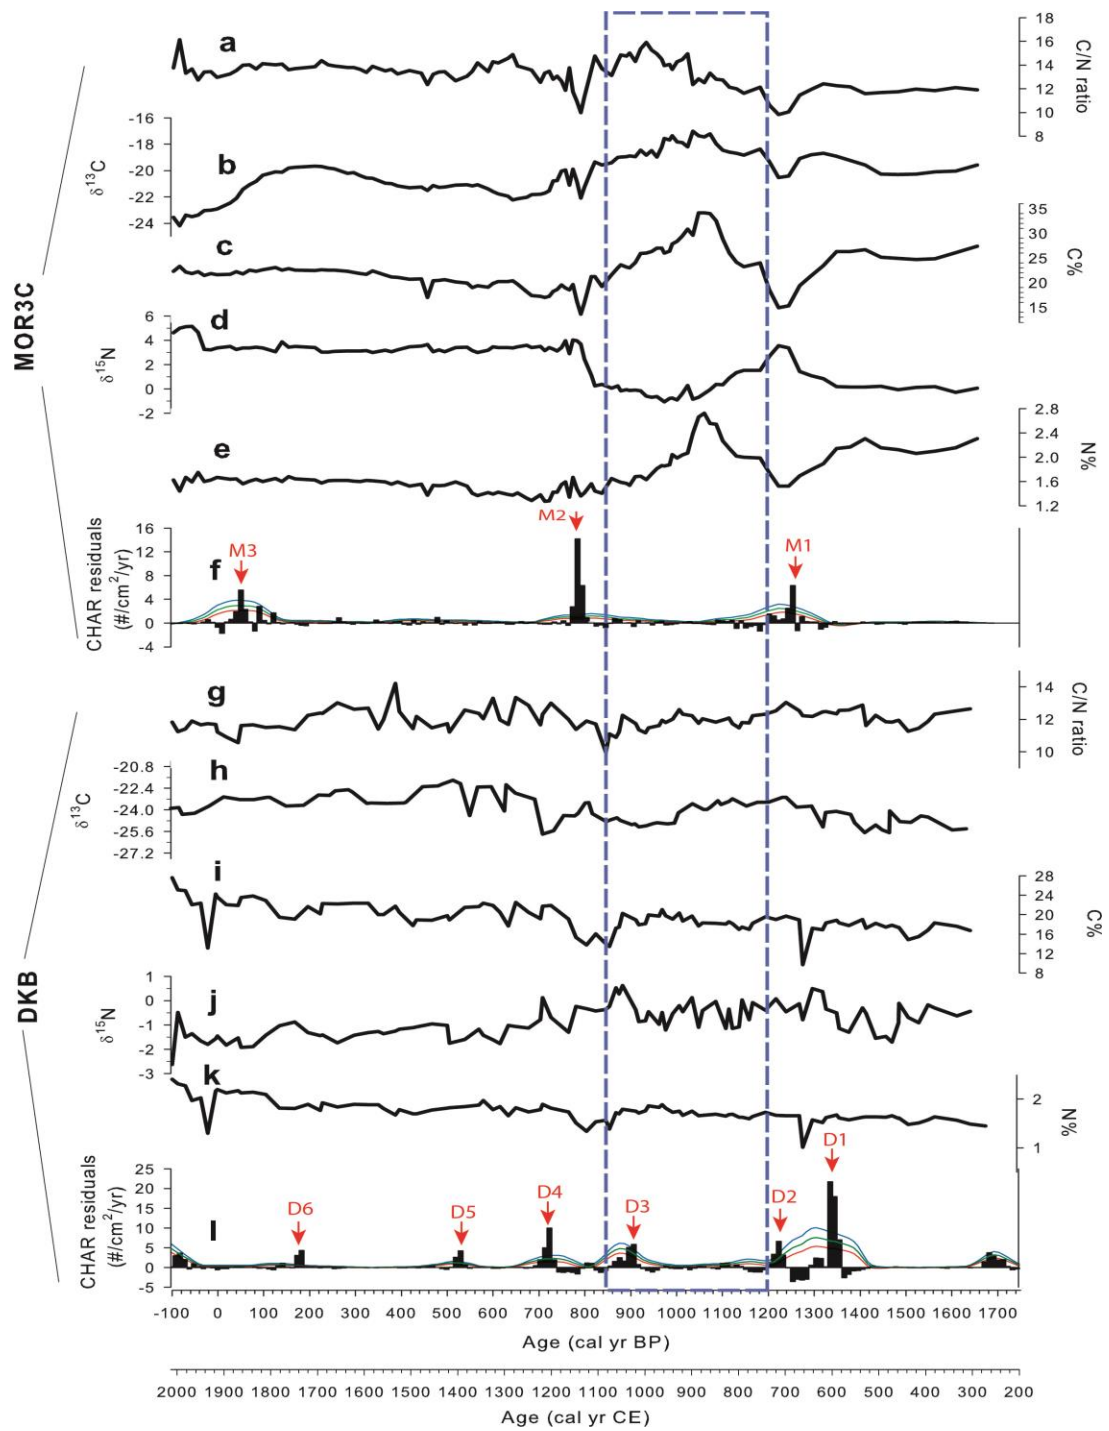 MOR3C
a
18
16
14
12
10
8
C/N ratio
b
-16
-18
-20
-22
-24
δ13C
c
35
30
25
20
15
C%
d
6
4
2
0
-2
δ15N
e
2.8
2.4
2.0
1.6
1.2
N%
f
16
12
8
4
0
-4
CHAR residuals
(#/cm2/yr)
M3
M2
M1
DKB
g
14
12
10
C/N ratio
h
-20.8
-22.4
-24.0
-25.6
-27.2
δ13C
i
28
24
20
16
12
8
C%
j
1
0
-1
-2
-3
δ15N
k
2
1
N%
l
25
20
15
10
5
0
-5
CHAR residuals
(#/cm2/yr)
D6
D5
D4
D3
D2
D1
-100 0 100 200 300 400 500 600 700 800 900 1000 1100 1200 1300 1400 1500 1600 1700
Age (cal yr BP)
2000 1900 1800 1700 1600 1500 1400 1300 1200 1100 1000 900 800 700 600 500 400 300 200
Age (cal yr CE)